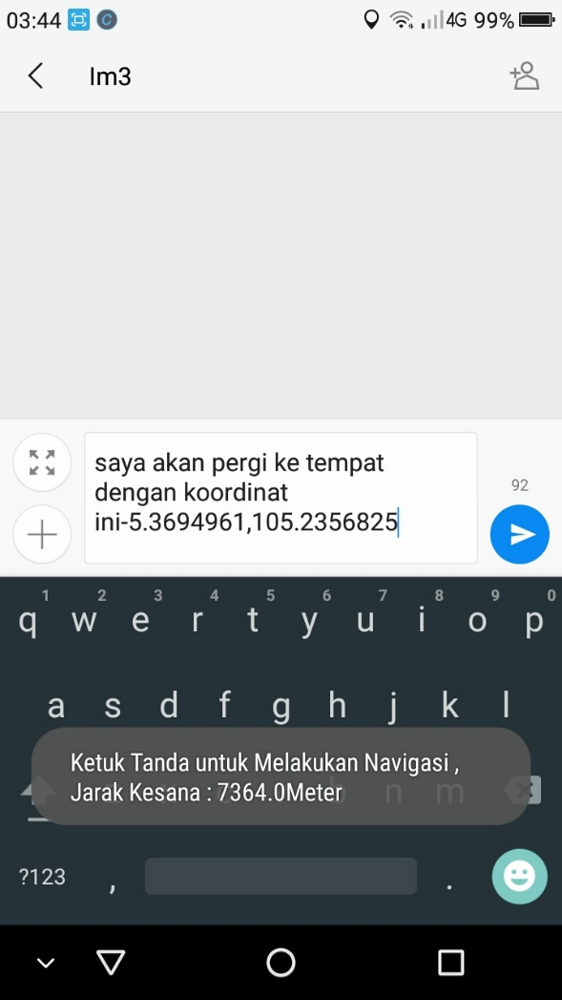 03:44 4G 99%
Im3
saya akan pergi ke tempat
dengan koordinat
ini-5.3694961,105.2356825
92
1 2 3 4 5 6 7 8 9 0
q w e r t y u i o p
a s d f g h j k l
Ketuk Tanda untuk Melakukan Navigasi ,
Jarak Kesana : 7364.0Meter
b n m
?123 , .